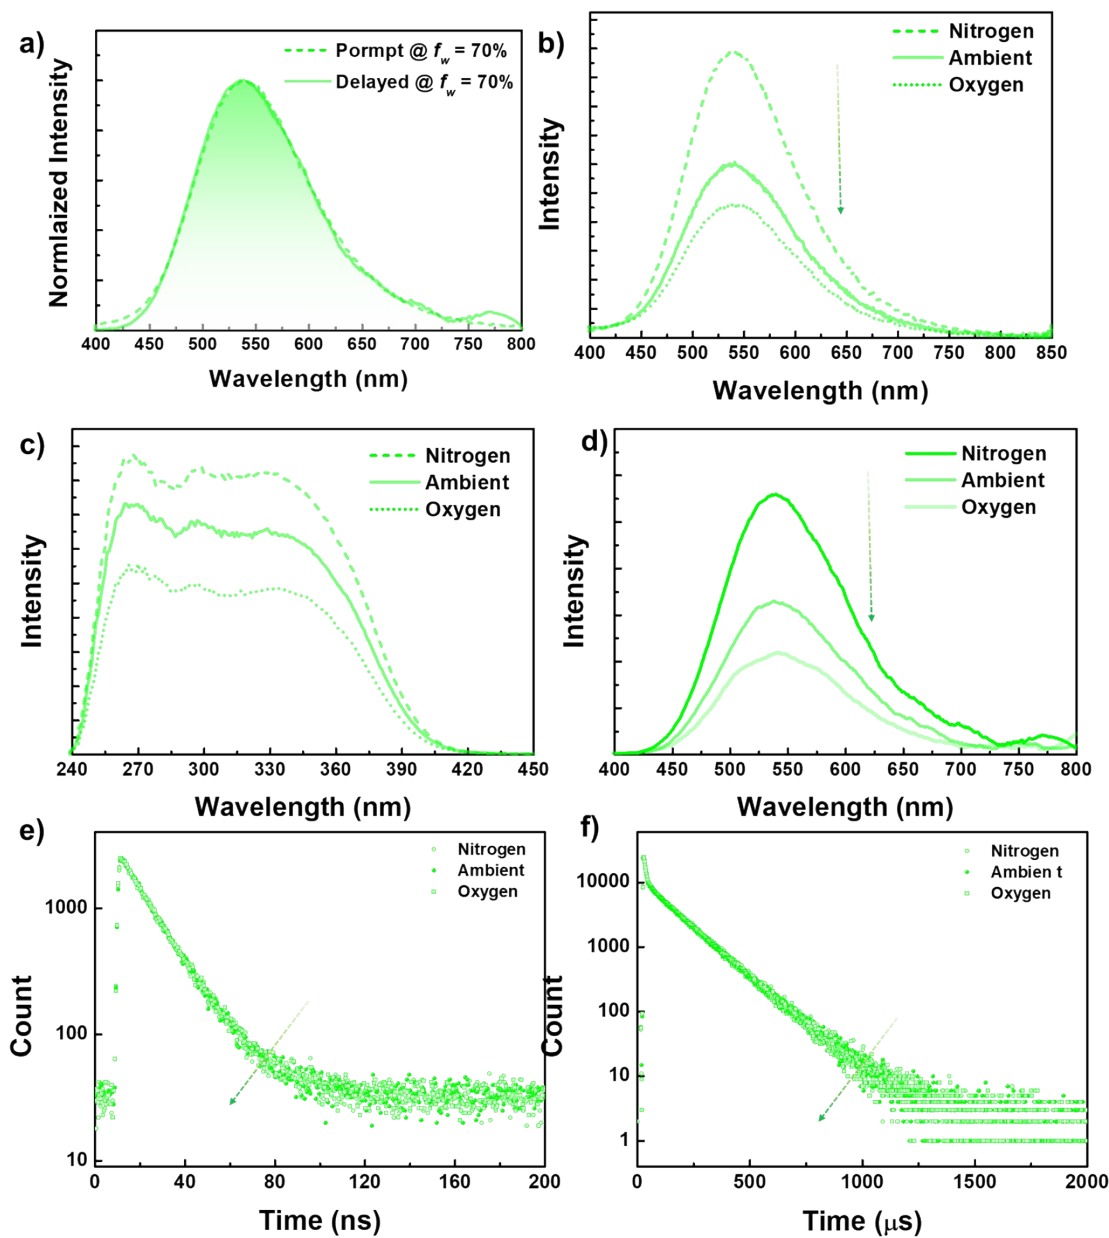 a)
Pormpt @ f_w = 70%
Delayed @ f_w = 70%
Normlaized Intensity
400 450 500 550 600 650 700 750 800
Wavelength (nm)
b)
Nitrogen
Ambient
Oxygen
Intensity
400 450 500 550 600 650 700 750 800 850
Wavelength (nm)
c)
Nitrogen
Ambient
Oxygen
Intensity
240 270 300 330 360 390 420 450
Wavelength (nm)
d)
Nitrogen
Ambient
Oxygen
Intensity
400 450 500 550 600 650 700 750 800
Wavelength (nm)
e)
Nitrogen
Ambient
Oxygen
1000
100
10
Count
0 40 80 120 160 200
Time (ns)
f)
Nitrogen
Ambien t
Oxygen
10000
1000
100
10
1
Count
0 500 1000 1500 2000
Time (μs)